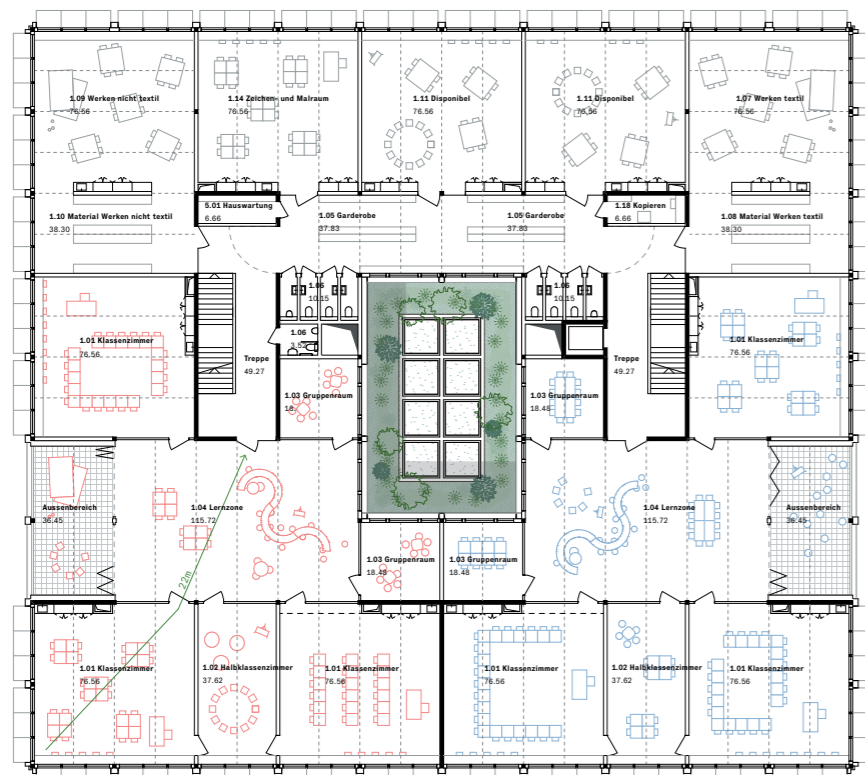 1.09 Werken nicht textil
76.56
1.14 Zeichen- und Malraum
76.56
1.11 Disponibel
76.56
1.11 Disponibel
76.56
1.07 Werken textil
76.56
5.01 Hauswartung
6.66
1.18 Kopieren
6.66
1.10 Material Werken nicht textil
38.30
1.05 Garderobe
37.83
1.05 Garderobe
37.83
1.08 Material Werken textil
38.30
1.06
10.15
1.06
10.15
1.06
1.01 Klassenzimmer
76.56
Treppe
49.27
Treppe
49.27
1.01 Klassenzimmer
76.56
1.03 Gruppenraum
1.03 Gruppenraum
18.48
Aussenbereich
36.45
1.04 Lernzone
115.72
1.04 Lernzone
115.72
Aussenbereich
36.45
1.03 Gruppenraum
18.48
1.03 Gruppenraum
18.48
22m
1.01 Klassenzimmer
76.56
1.02 Halbklassenzimmer
37.62
1.01 Klassenzimmer
76.56
1.01 Klassenzimmer
76.56
1.02 Halbklassenzimmer
37.62
1.01 Klassenzimmer
76.56